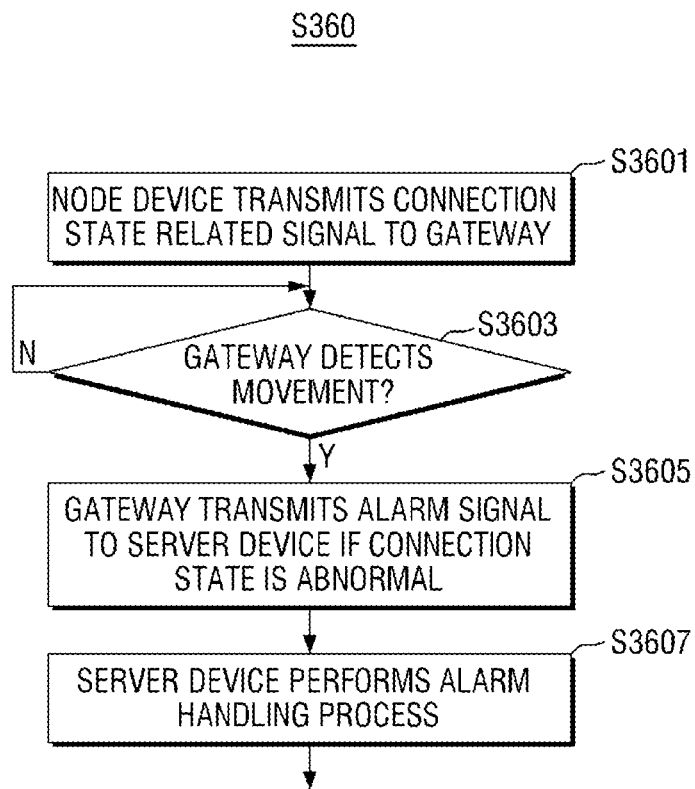 S360
S3601
NODE DEVICE TRANSMITS CONNECTION
STATE RELATED SIGNAL TO GATEWAY
S3603
N
GATEWAY DETECTS
MOVEMENT?
Y
S3605
GATEWAY TRANSMITS ALARM SIGNAL
TO SERVER DEVICE IF CONNECTION
STATE IS ABNORMAL
S3607
SERVER DEVICE PERFORMS ALARM
HANDLING PROCESS